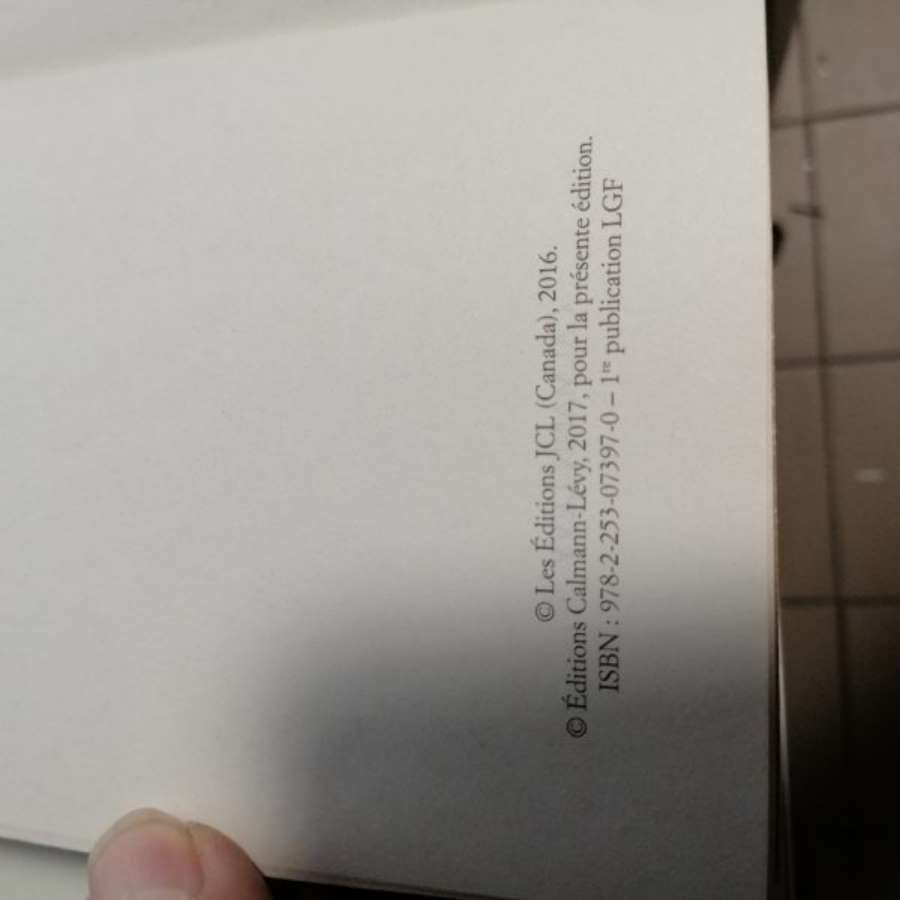 © Les Éditions JCL (Canada), 2016.
© Éditions Calmann-Lévy, 2017, pour la présente édition.
ISBN : 978-2-253-07397-0 – 1re publication LGF